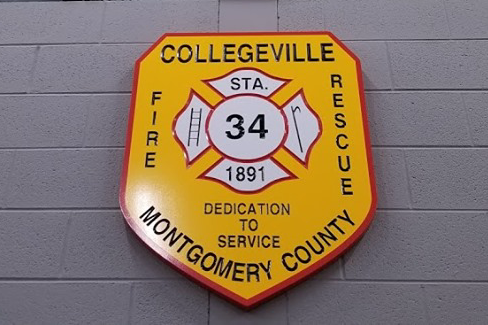 COLLEGEVILLE
FIRE
RESCUE
STA.
34
1891
DEDICATION
TO
SERVICE
MONTGOMERY COUNTY